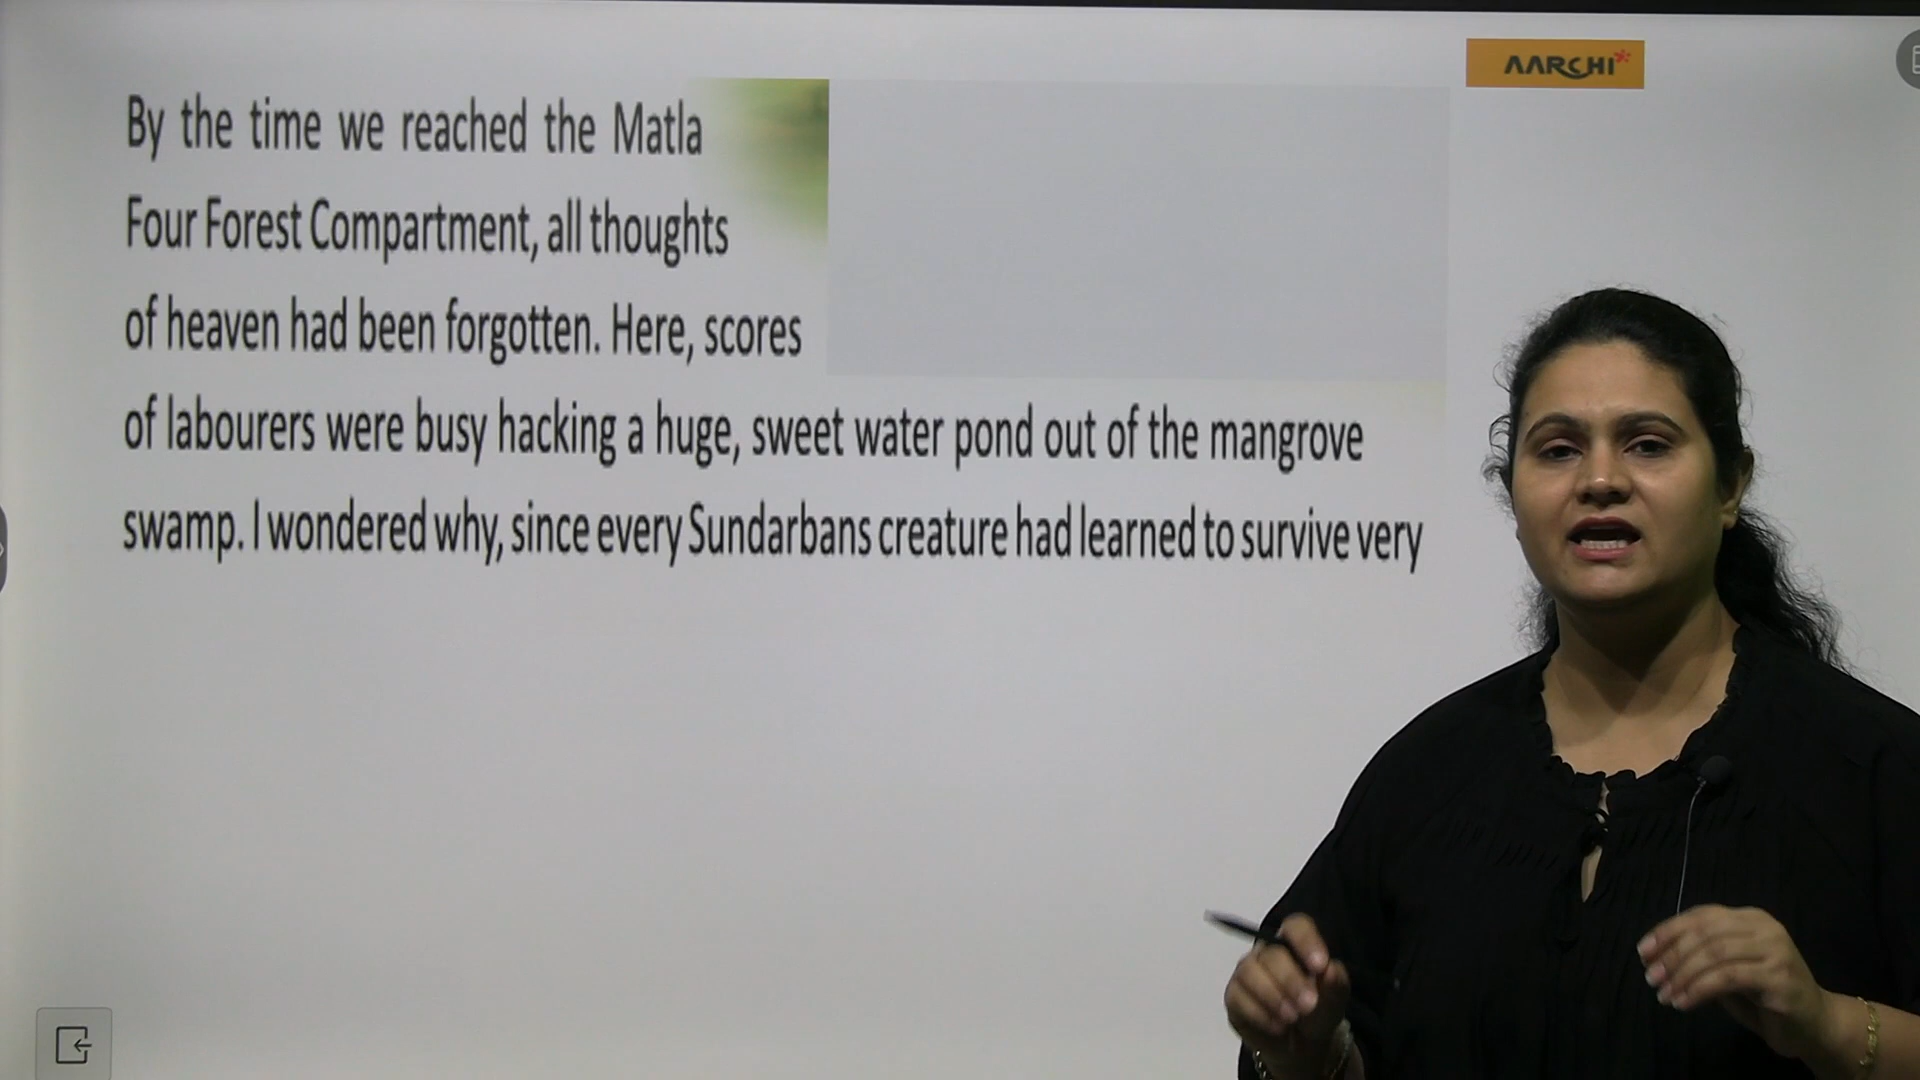 AARCHI
By the time we reached the Matla
Four Forest Compartment, all thoughts
of heaven had been forgotten. Here, scores
of labourers were busy hacking a huge, sweet water pond out of the mangrove
swamp. I wondered why, since every Sundarbans creature had learned to survive very